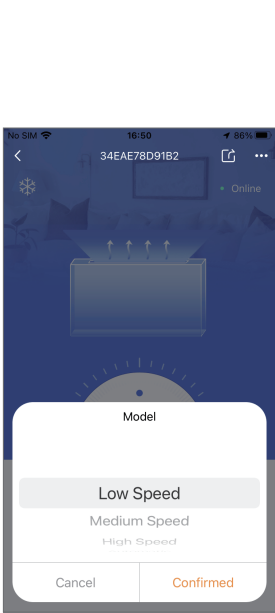 No SIM 16:50 86%
34EAE78D91B2
Online
Model
Low Speed
Medium Speed
High Speed
Cancel Confirmed